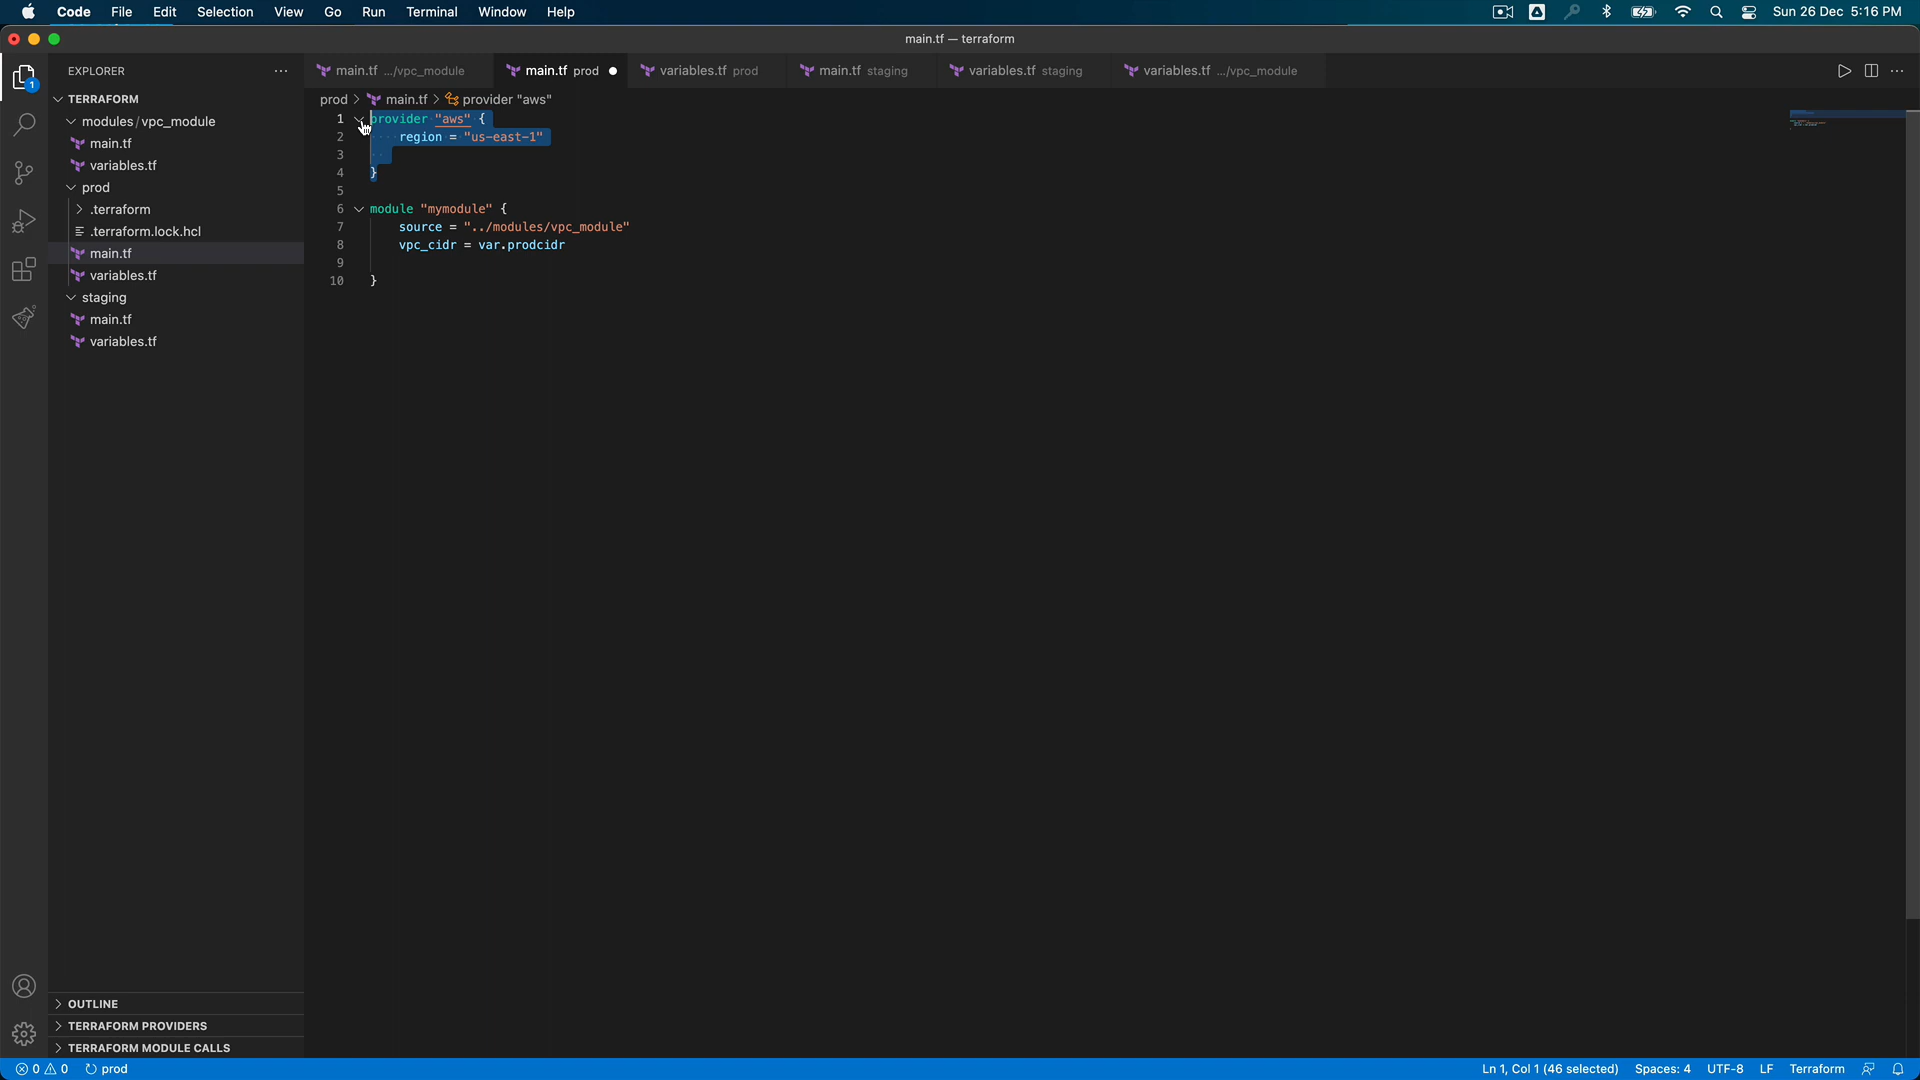 Code File Edit Selection View Go Run Terminal Window Help Sun 26 Dec 5:16 PM
main.tf — terraform
EXPLORER
main.tf .../vpc_module main.tf prod variables.tf prod main.tf staging variables.tf staging variables.tf .../vpc_module
1
TERRAFORM
modules / vpc_module
main.tf
variables.tf
prod
.terraform
.terraform.lock.hcl
main.tf
variables.tf
staging
main.tf
variables.tf
OUTLINE
TERRAFORM PROVIDERS
TERRAFORM MODULE CALLS
prod > main.tf > provider "aws"
1 provider "aws" {
2 region = "us-east-1"
3
4 }
5
6 module "mymodule" {
7 source = "../modules/vpc_module"
8 vpc_cidr = var.prodcidr
9
10 }
0 0 prod Ln 1, Col 1 (46 selected) Spaces: 4 UTF-8 LF Terraform